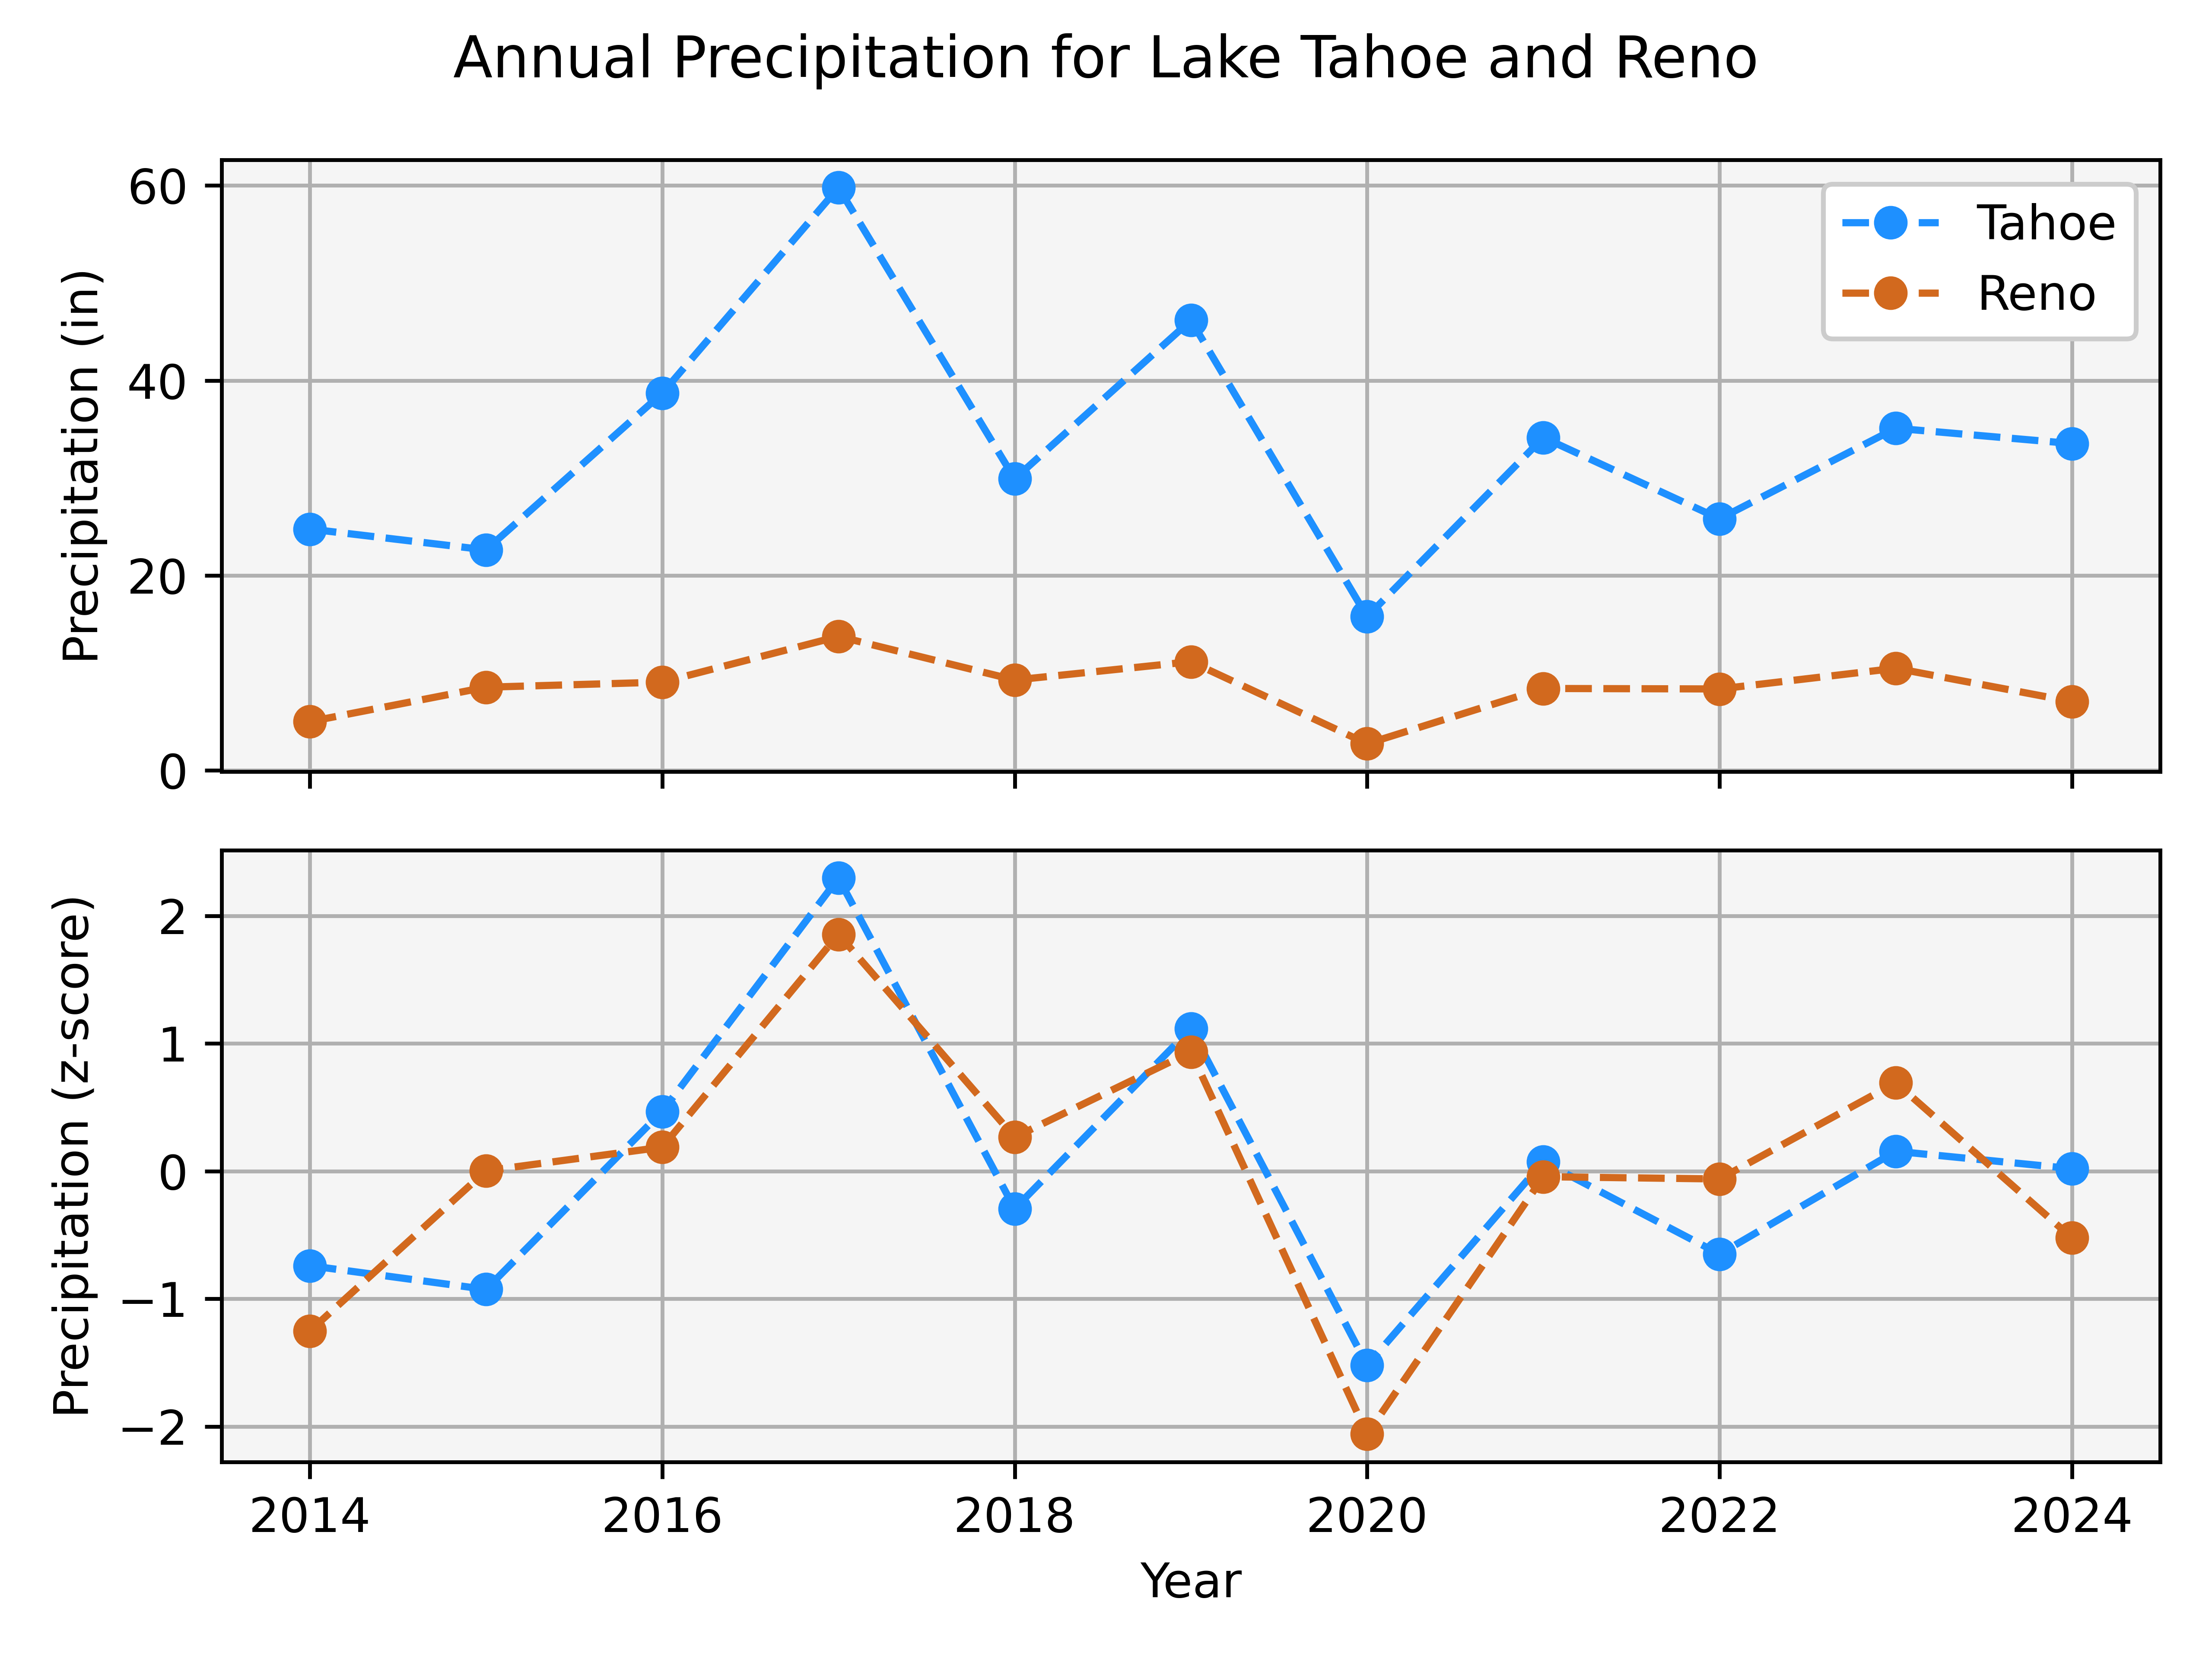 Annual Precipitation for Lake Tahoe and Reno
Precipitation (in)
60
40
20
0
Tahoe
Reno
Precipitation (z-score)
2
1
0
−1
−2
2014 2016 2018 2020 2022 2024
Year